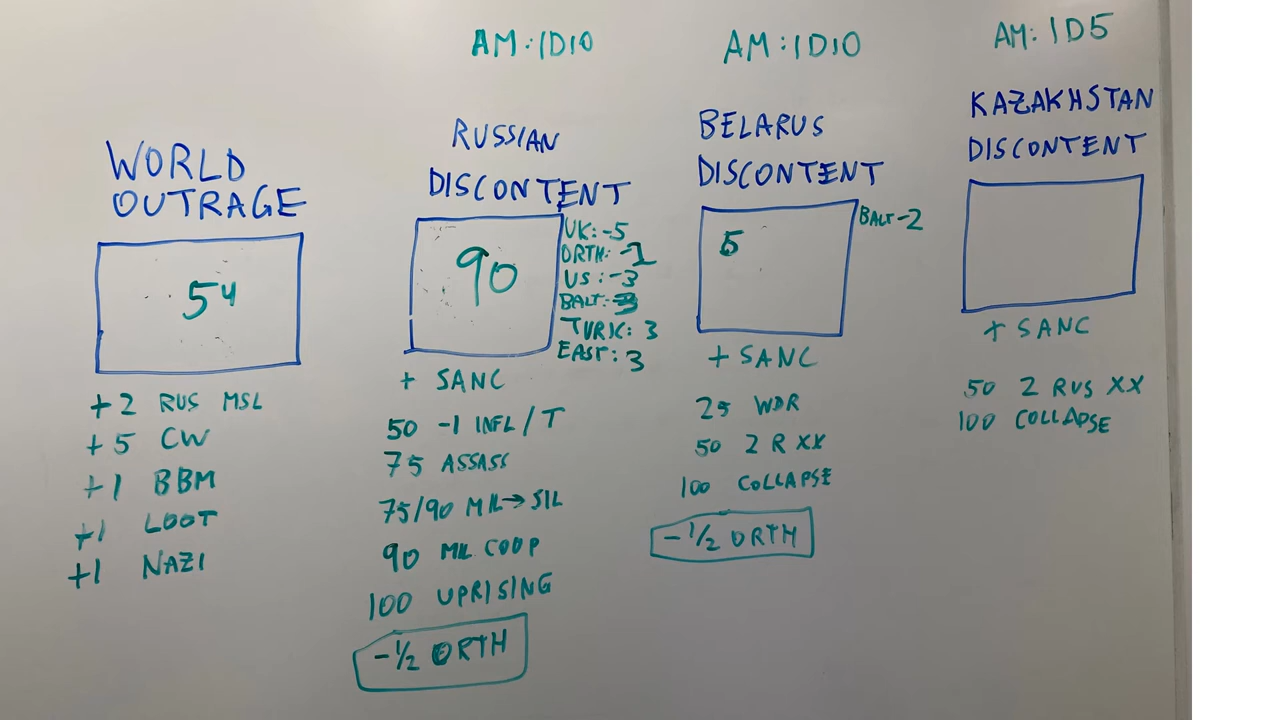 AM:1D10
AM:1D10
AM:1D5
WORLD
OUTRAGE
54
+2 RUS MSL
+5 CW
+1 BBM
+1 LOOT
+1 NAZI
RUSSIAN
DISCONTENT
90
UK:-5
ORTH:-1
US:-3
BALT:-3
TURK:3
EAST:3
+ SANC
50 -1 INFL/T
75 ASSASS
75/90 MIL→SIL
90 MIL COOP
100 UPRISING
-1/2 ORTH
BELARUS
DISCONTENT
5
BALT-2
+ SANC
25 WDR
50 2 R XX
100 COLLAPSE
-1/2 ORTH
KAZAKHSTAN
DISCONTENT
+ SANC
50 2 RUS XX
100 COLLAPSE